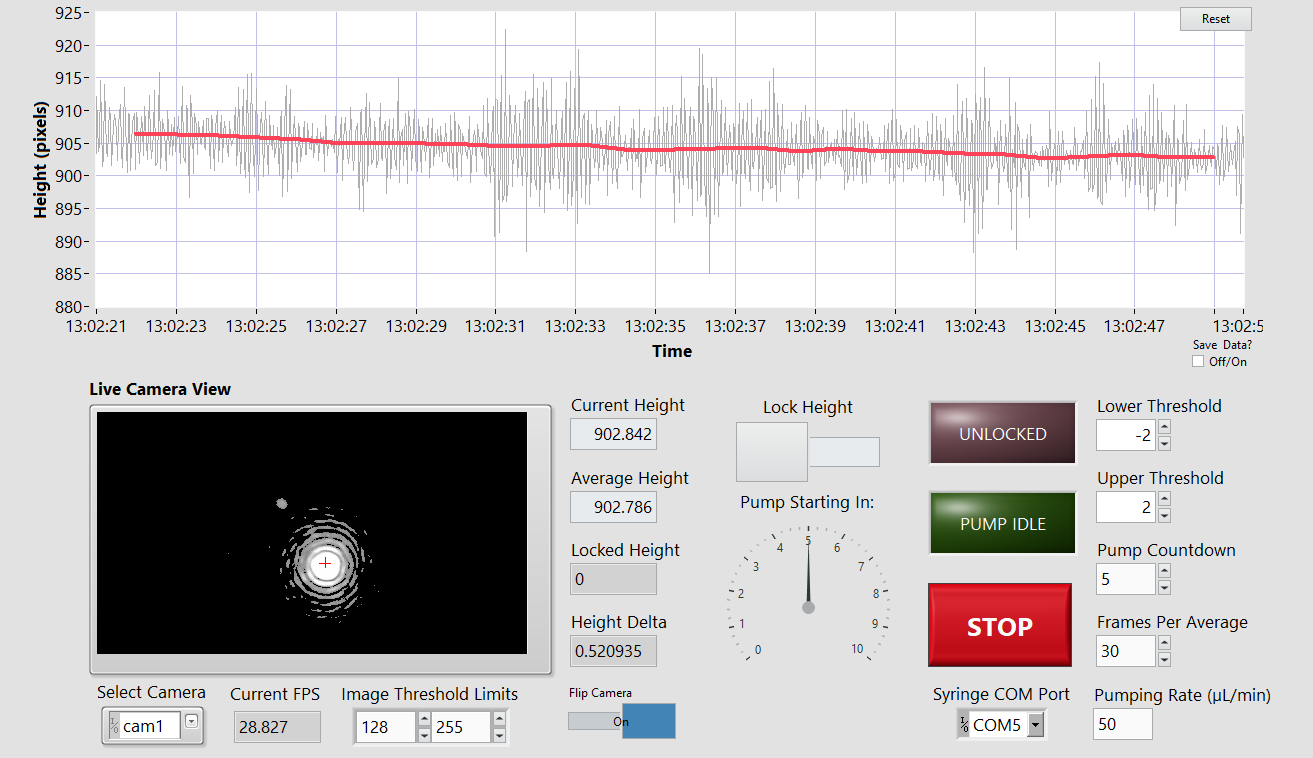 Reset
925
920
915
910
905
900
895
890
885
880
Height (pixels)
13:02:21 13:02:23 13:02:25 13:02:27 13:02:29 13:02:31 13:02:33 13:02:35 13:02:37 13:02:39 13:02:41 13:02:43 13:02:45 13:02:47 13:02:5
Time
Save Data?
Off/On
Live Camera View
Current Height
902.842
Average Height
902.786
Locked Height
0
Height Delta
0.520935
Flip Camera
On
Select Camera
I/0 cam1
Current FPS
28.827
Image Threshold Limits
128 255
Lock Height
Pump Starting In:
0 1 2 3 4 5 6 7 8 9 10
UNLOCKED
PUMP IDLE
STOP
Syringe COM Port
I/0 COM5
Lower Threshold
-2
Upper Threshold
2
Pump Countdown
5
Frames Per Average
30
Pumping Rate (µL/min)
50